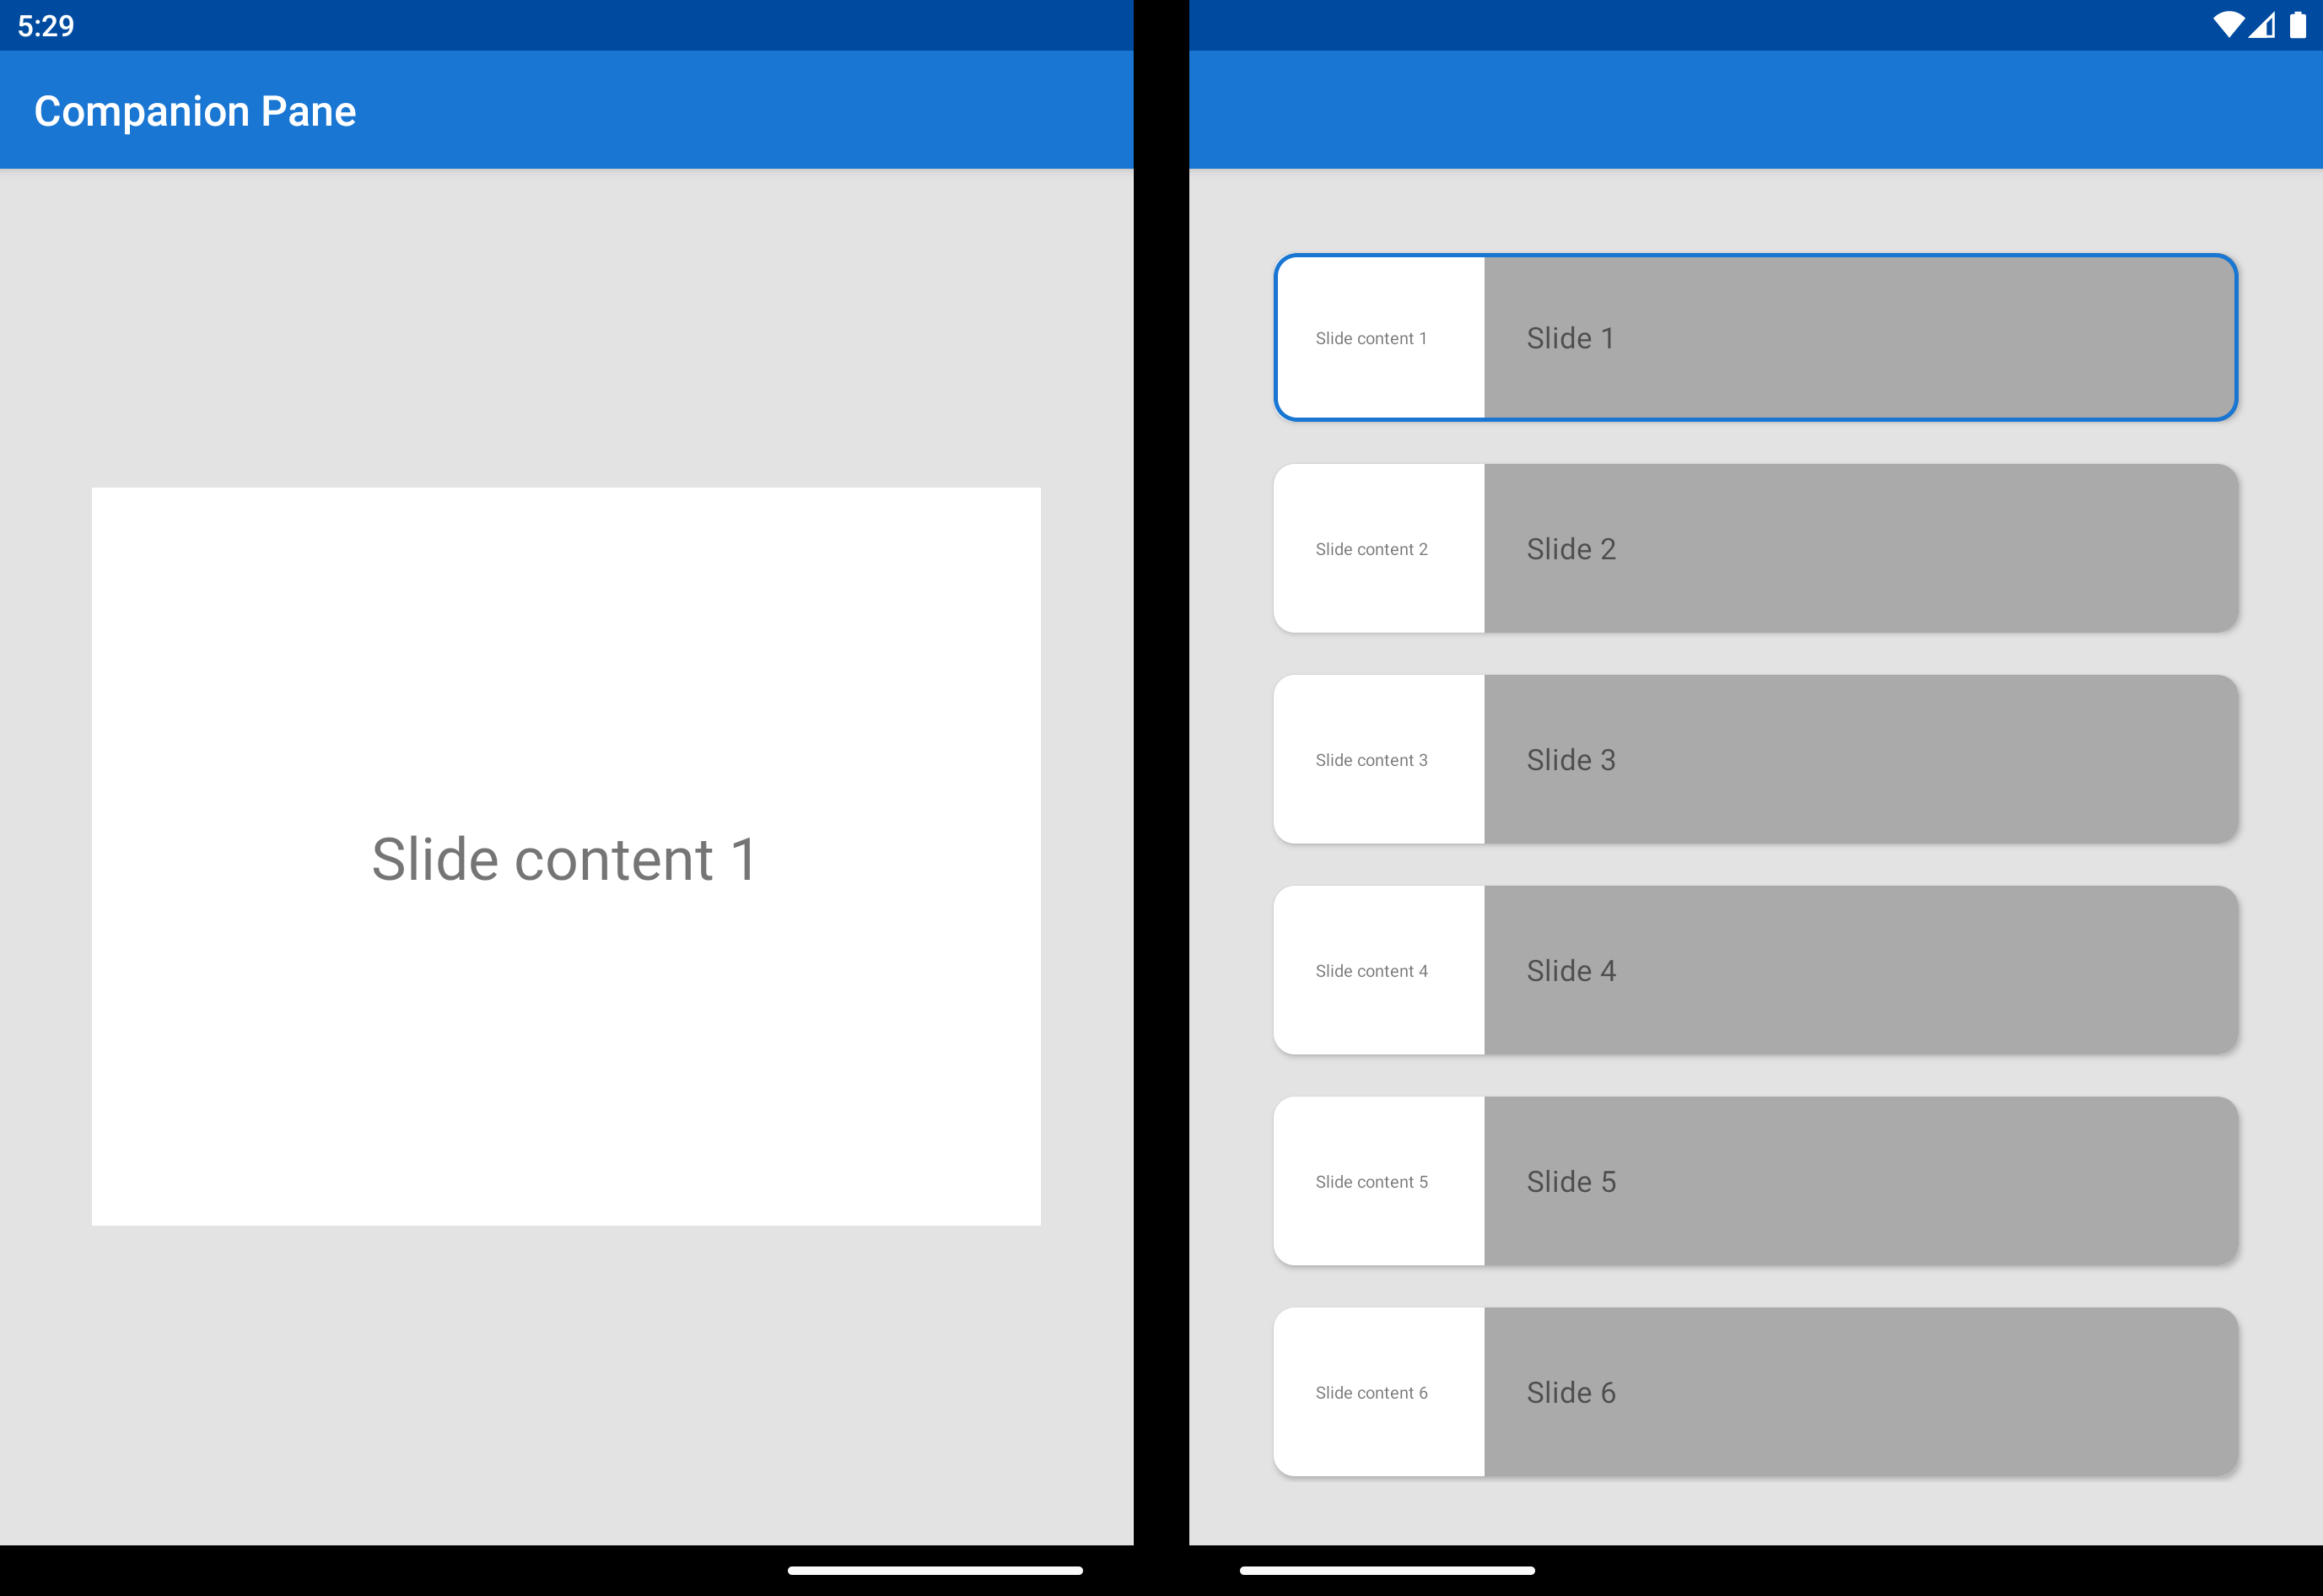 5:29
Companion Pane
Slide content 1
Slide content 1 Slide 1
Slide content 2 Slide 2
Slide content 3 Slide 3
Slide content 4 Slide 4
Slide content 5 Slide 5
Slide content 6 Slide 6